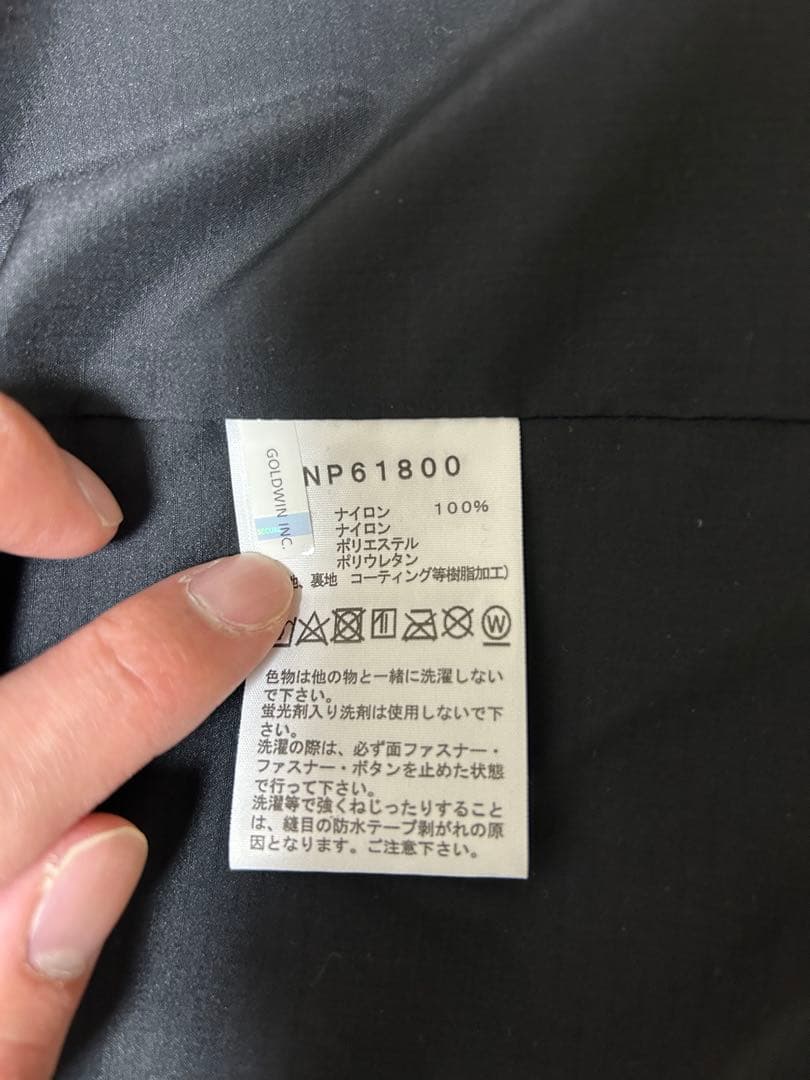 NP61800
GOLDWIN INC.
SECURE
ナイロン 100%
ナイロン
ポリエステル
ポリウレタン
地、裏地 コーティング等樹脂加工)
W
色物は他の物と一緒に洗濯しない
で下さい。
蛍光剤入り洗剤は使用しないで下
さい。
洗濯の際は、必ず面ファスナー・
ファスナー・ボタンを止めた状態
で行って下さい。
洗濯等で強くねじったりすること
は、縫目の防水テープ剥がれの原
因となります。ご注意下さい。